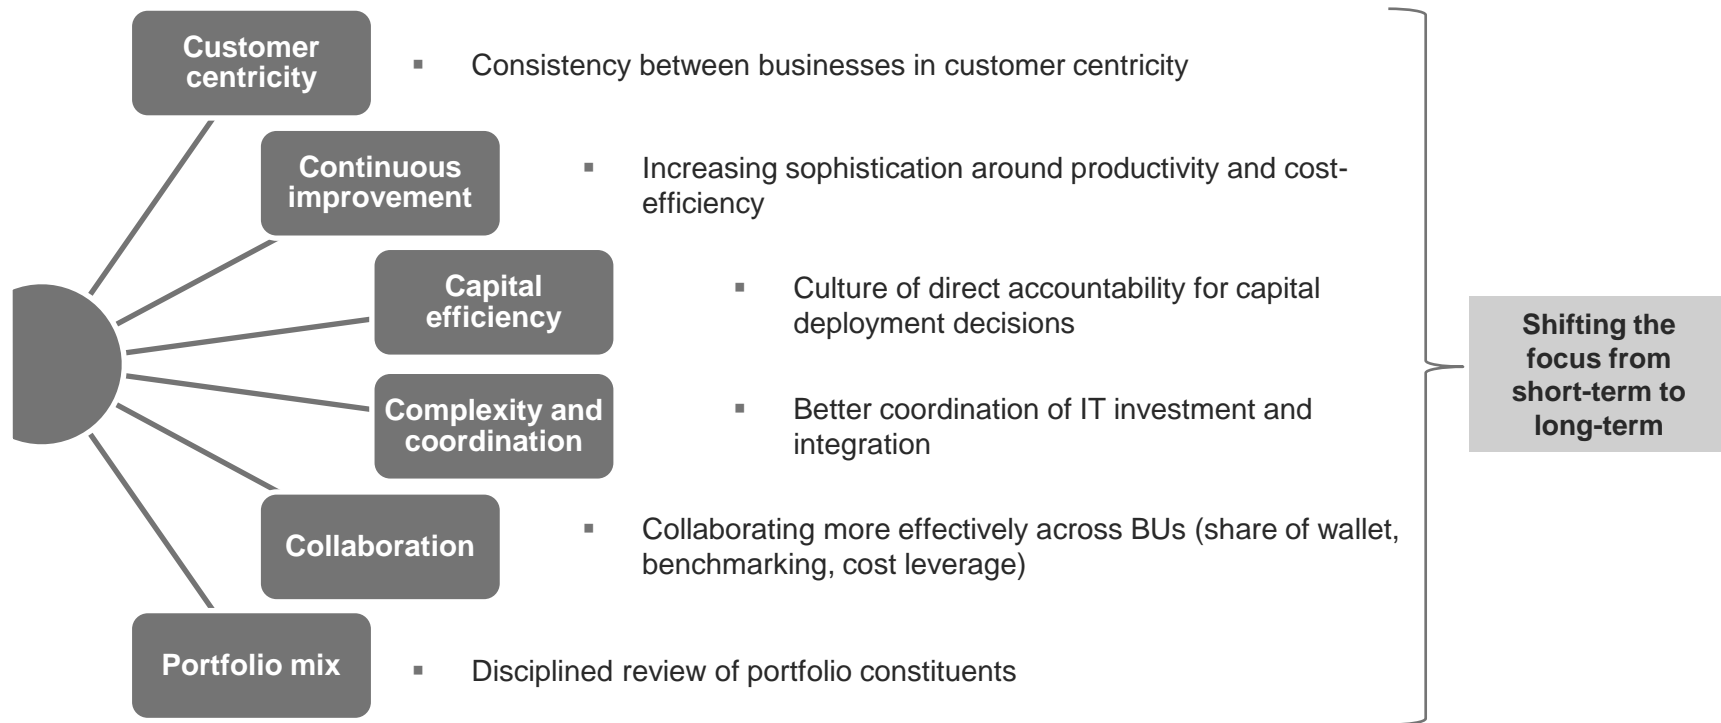 Customer
centricity
▪ Consistency between businesses in customer centricity
Continuous
improvement
▪ Increasing sophistication around productivity and cost-
efficiency
Capital
efficiency
▪ Culture of direct accountability for capital
deployment decisions
Complexity and
coordination
▪ Better coordination of IT investment and
integration
Collaboration
▪ Collaborating more effectively across BUs (share of wallet,
benchmarking, cost leverage)
Portfolio mix
▪ Disciplined review of portfolio constituents
Shifting the
focus from
short-term to
long-term